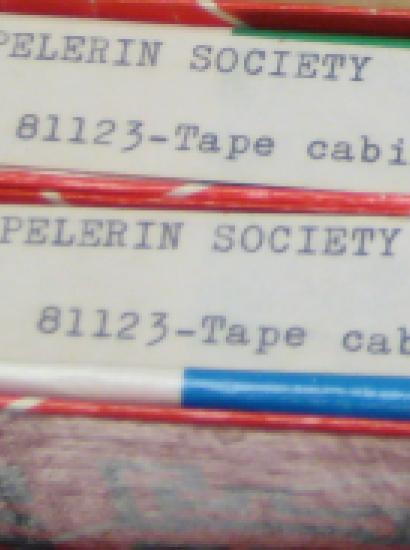 PELERIN SOCIETY
81123-Tape cabi
PELERIN SOCIETY
81123-Tape cab